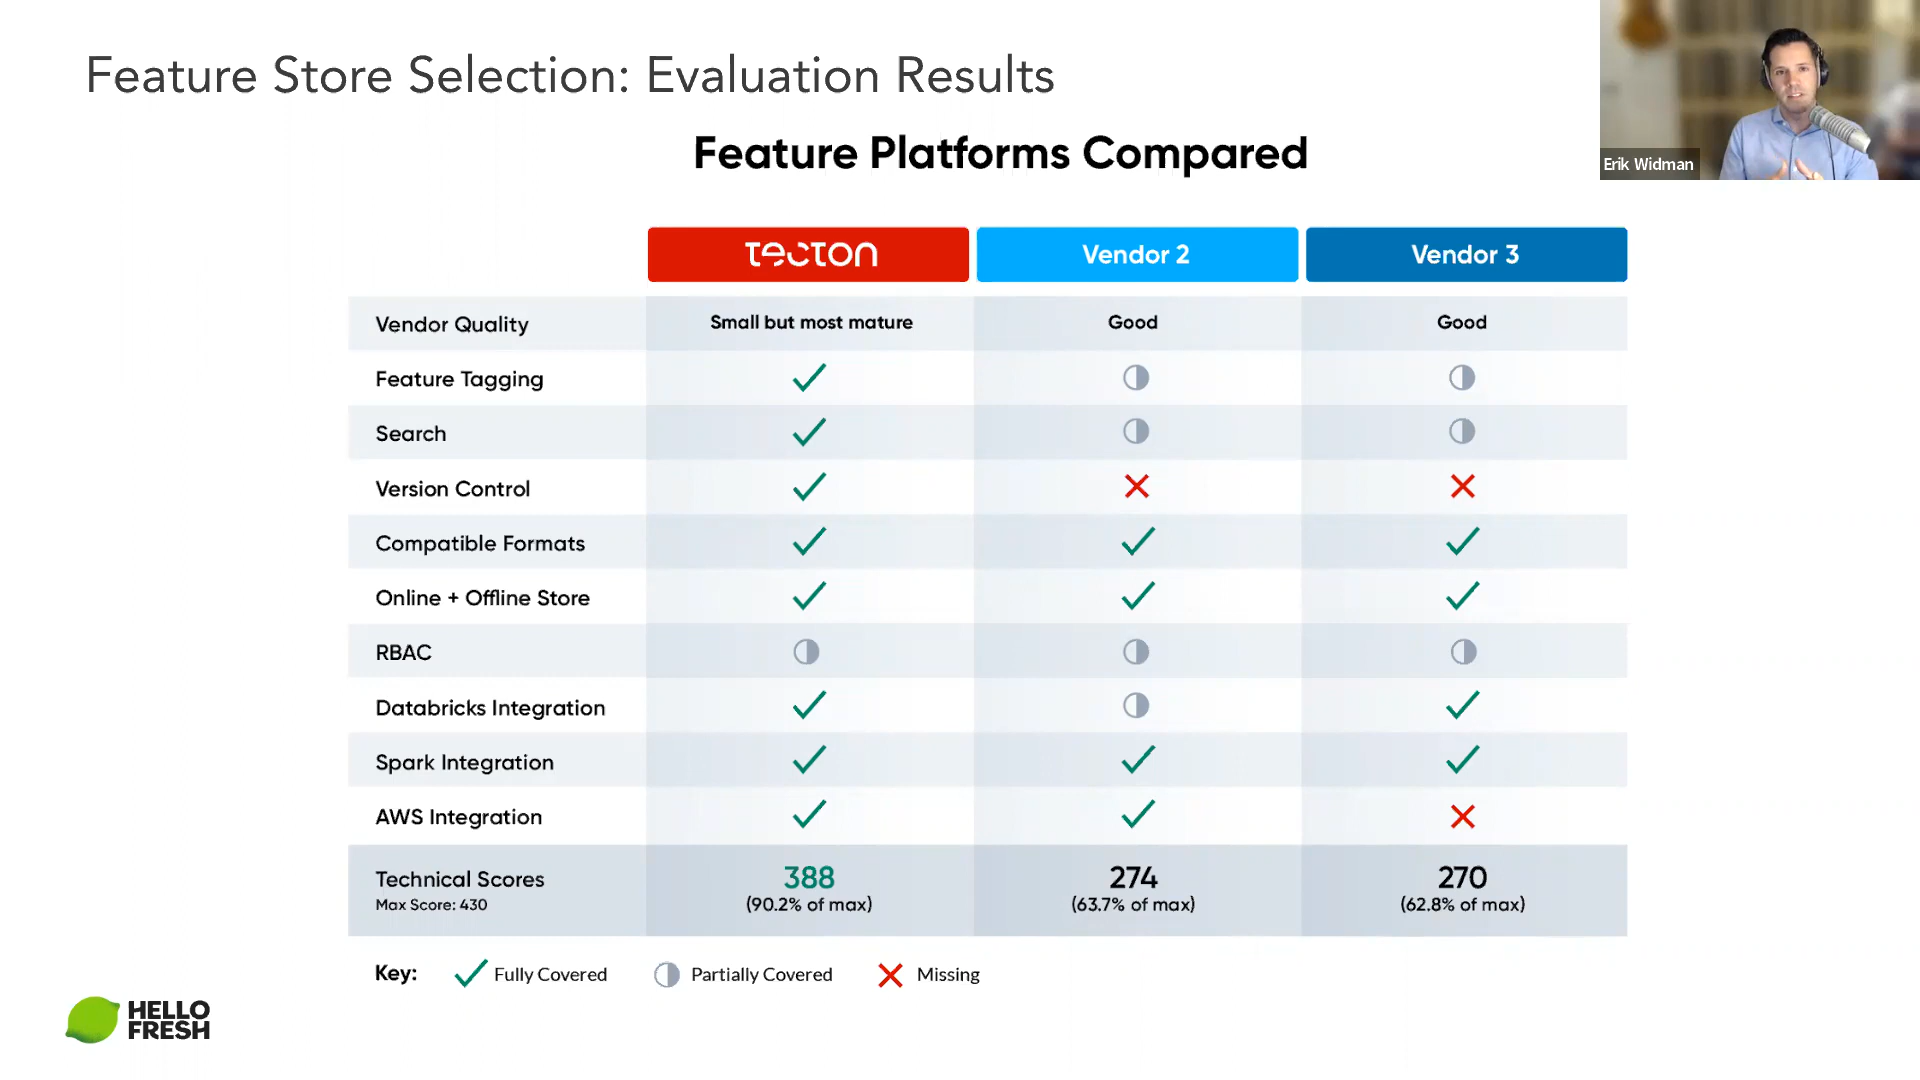 Feature Store Selection: Evaluation Results
Erik Widman
Feature Platforms Compared
tecton Vendor 2 Vendor 3
Vendor Quality Small but most mature Good Good
Feature Tagging
Search
Version Control
Compatible Formats
Online + Offline Store
RBAC
Databricks Integration
Spark Integration
AWS Integration
Technical Scores 388 274 270
Max Score: 430 (90.2% of max) (63.7% of max) (62.8% of max)
Key: Fully Covered Partially Covered Missing
HELLO
FRESH